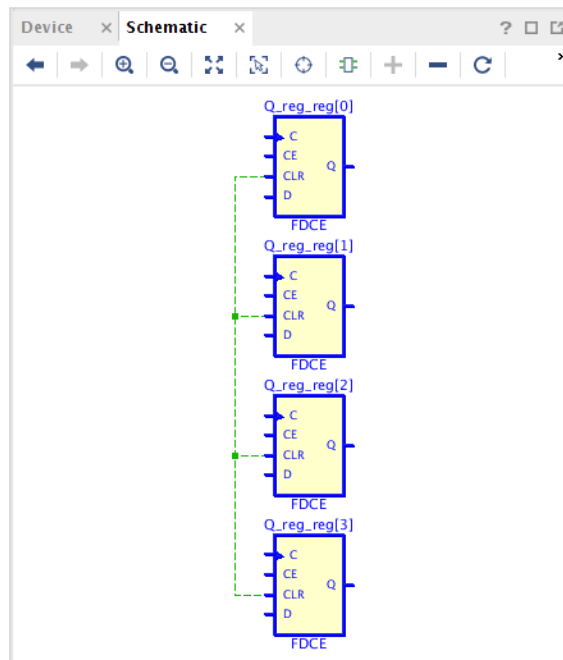 Device × Schematic × ?
Q_reg_reg[0]
C
CE
CLR
D
Q
FDCE
Q_reg_reg[1]
C
CE
CLR
D
Q
FDCE
Q_reg_reg[2]
C
CE
CLR
D
Q
FDCE
Q_reg_reg[3]
C
CE
CLR
D
Q
FDCE